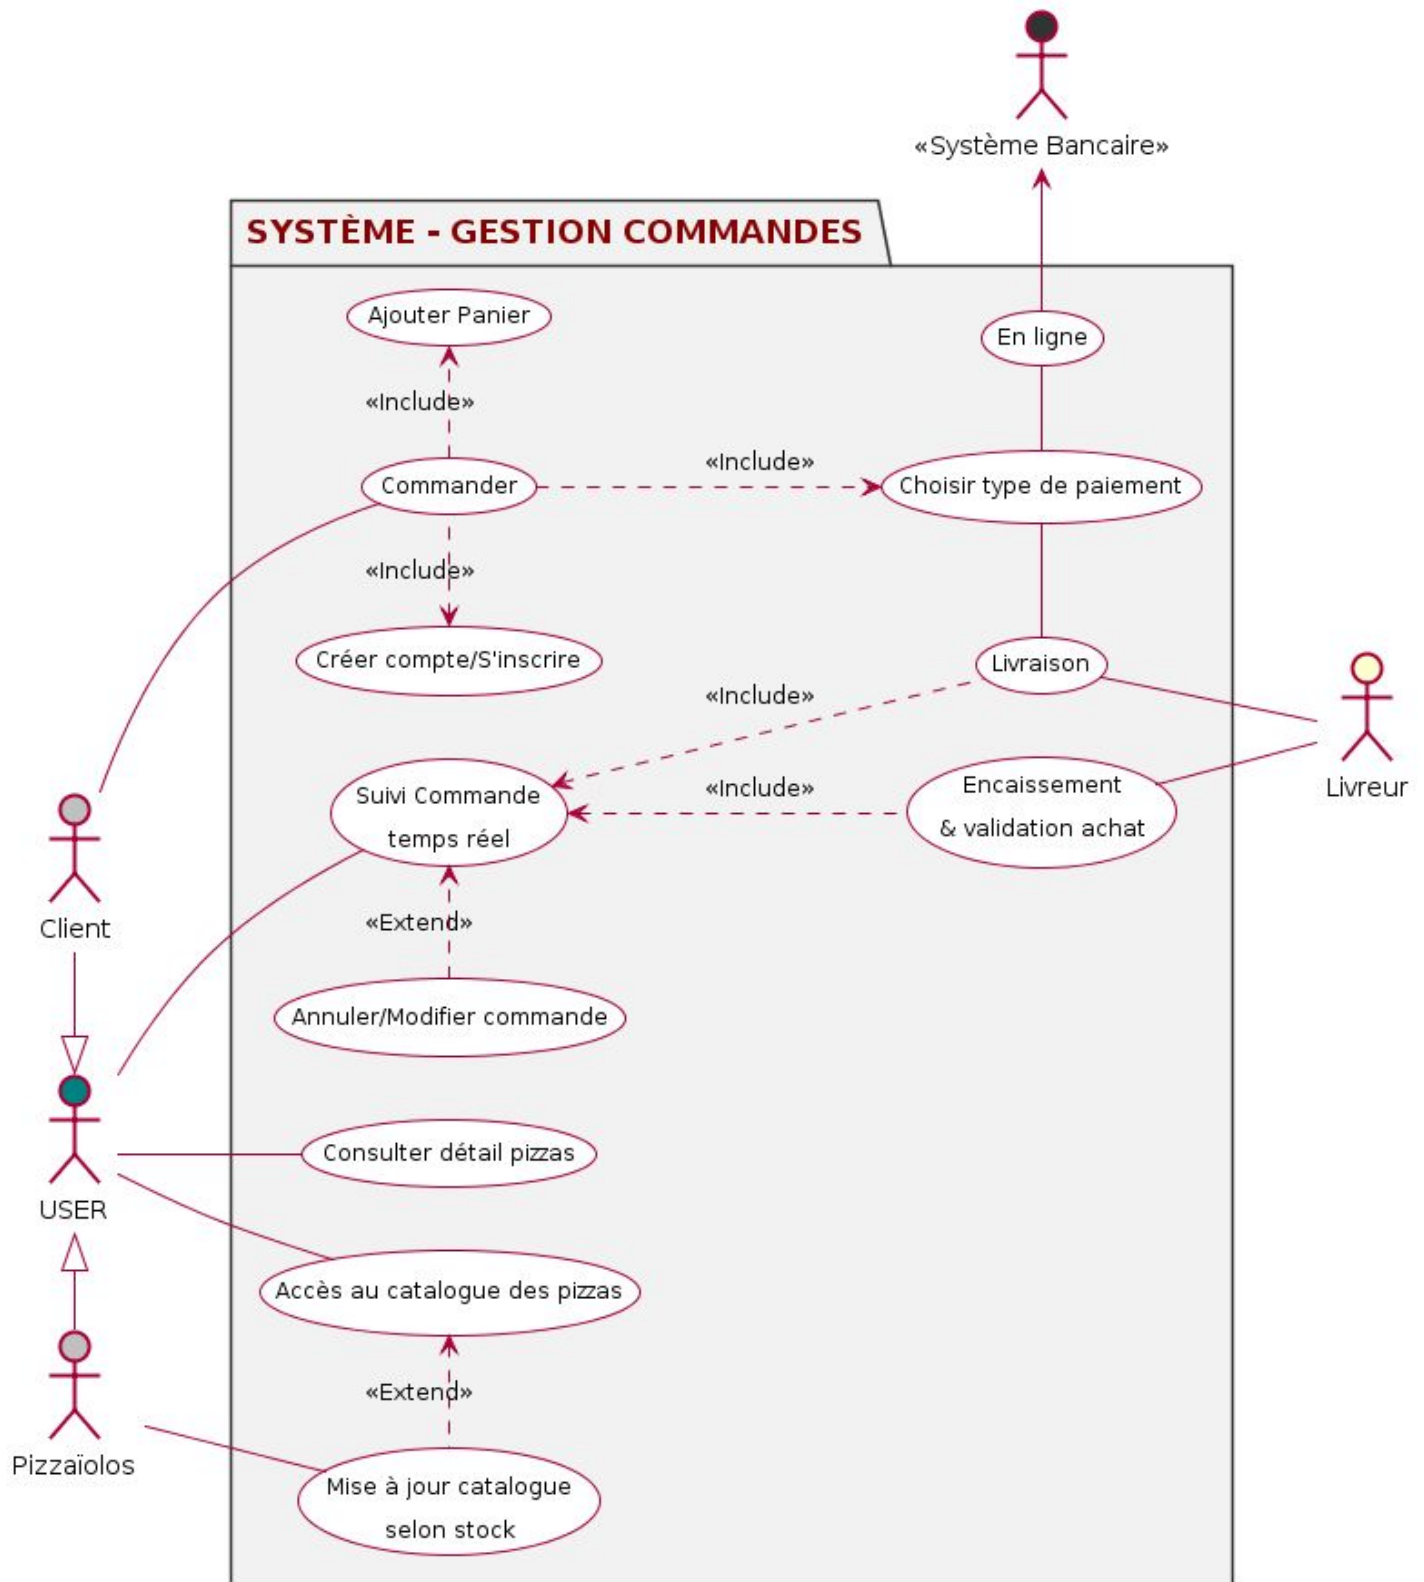 «Système Bancaire»
SYSTÈME - GESTION COMMANDES
Ajouter Panier
En ligne
«Include»
«Include»
Commander
Choisir type de paiement
«Include»
Créer compte/S'inscrire
Livraison
«Include»
Suivi Commande
temps réel
«Include»
Encaissement
& validation achat
Livreur
Client
«Extend»
Annuler/Modifier commande
Consulter détail pizzas
USER
Accès au catalogue des pizzas
«Extend»
Pizzaïolos
Mise à jour catalogue
selon stock